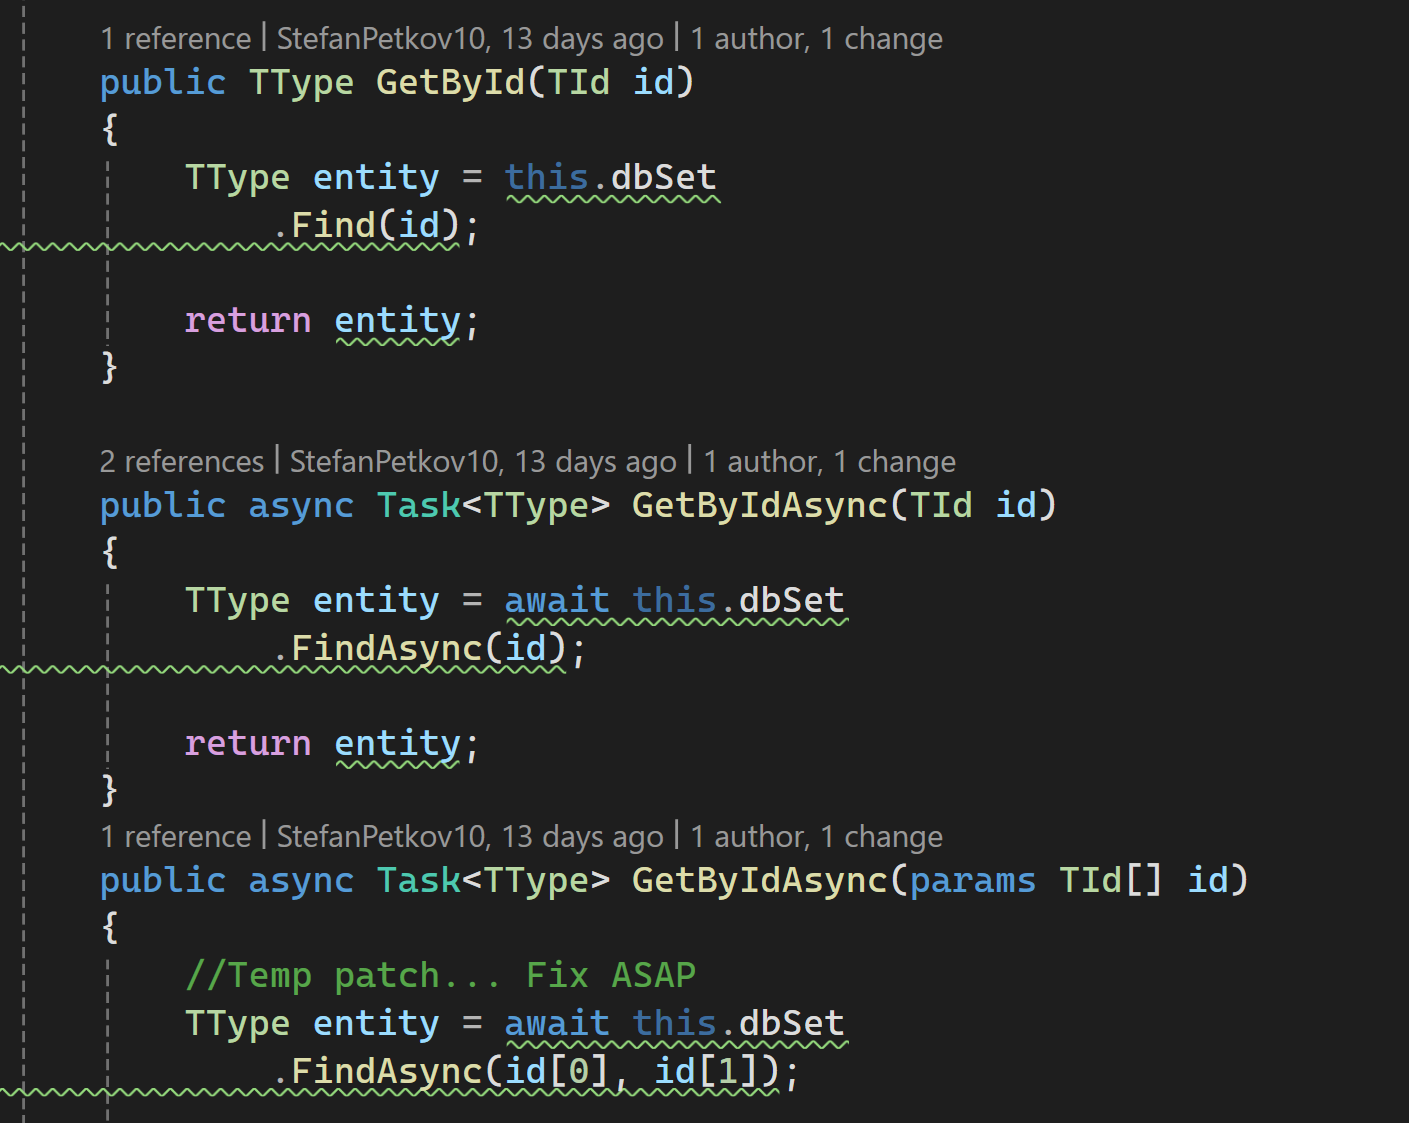 1 reference | StefanPetkov10, 13 days ago | 1 author, 1 change
public TType GetById(TId id)
{
TType entity = this.dbSet
.Find(id);
return entity;
}
2 references | StefanPetkov10, 13 days ago | 1 author, 1 change
public async Task<TType> GetByIdAsync(TId id)
{
TType entity = await this.dbSet
.FindAsync(id);
return entity;
}
1 reference | StefanPetkov10, 13 days ago | 1 author, 1 change
public async Task<TType> GetByIdAsync(params TId[] id)
{
//Temp patch... Fix ASAP
TType entity = await this.dbSet
.FindAsync(id[0], id[1]);